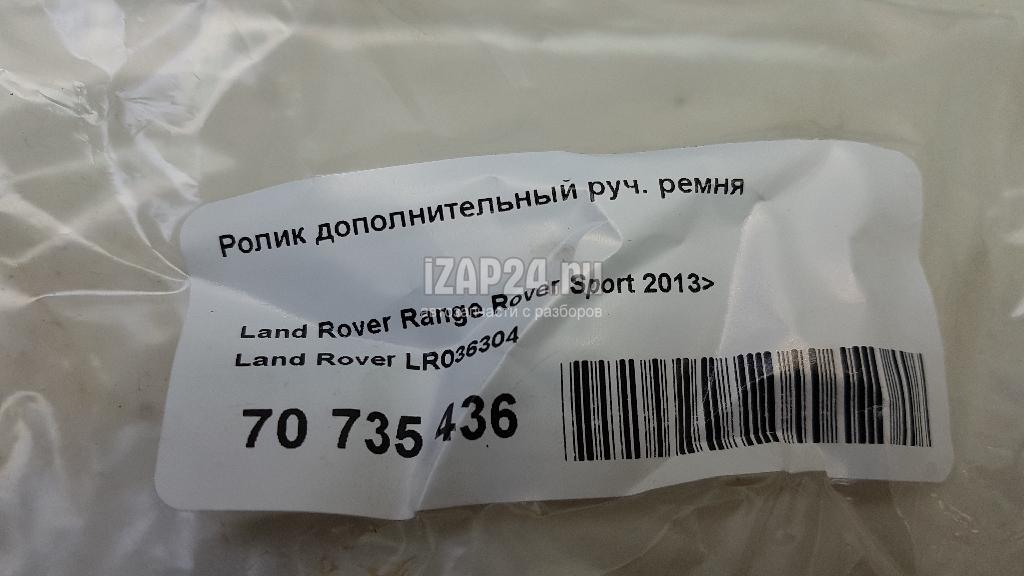 Ролик дополнительный руч. ремня
iZAP24.ru
автозапчасти с разборов
Land Rover Range Rover Sport 2013>
Land Rover LR036304
70 735 436